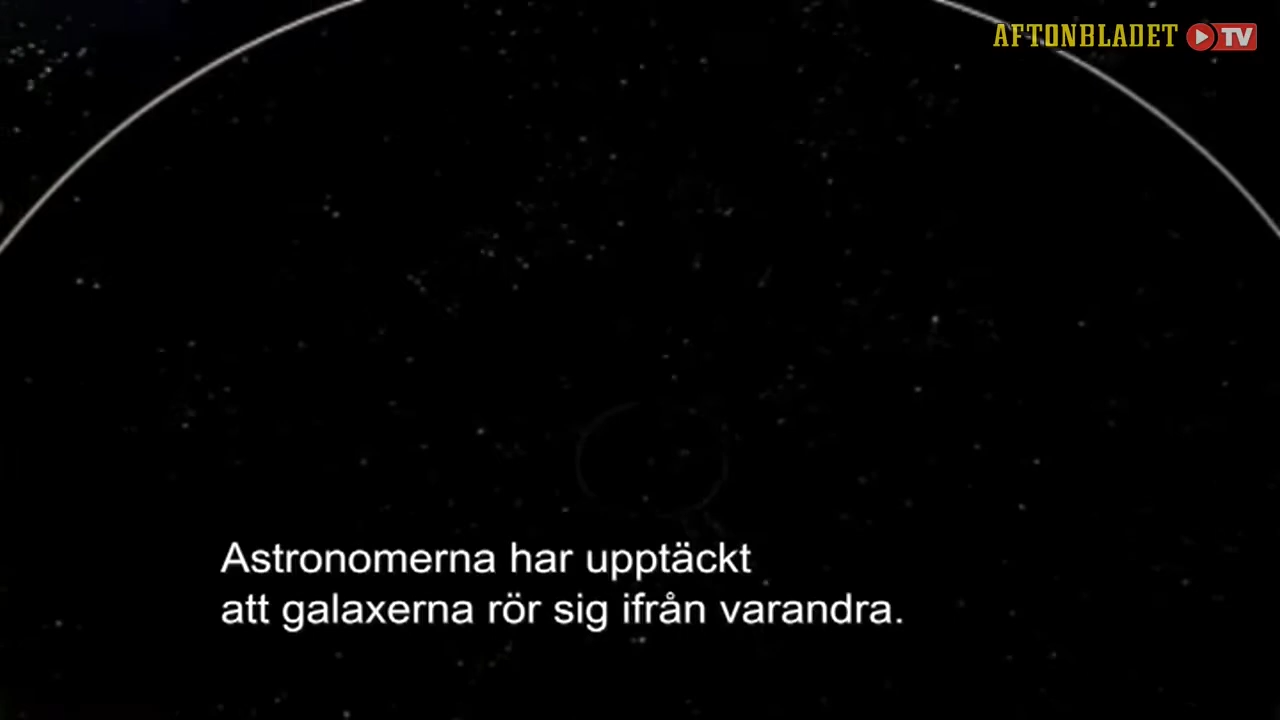 AFTONBLADET TV
Astronomerna har upptäckt
att galaxerna rör sig ifrån varandra.